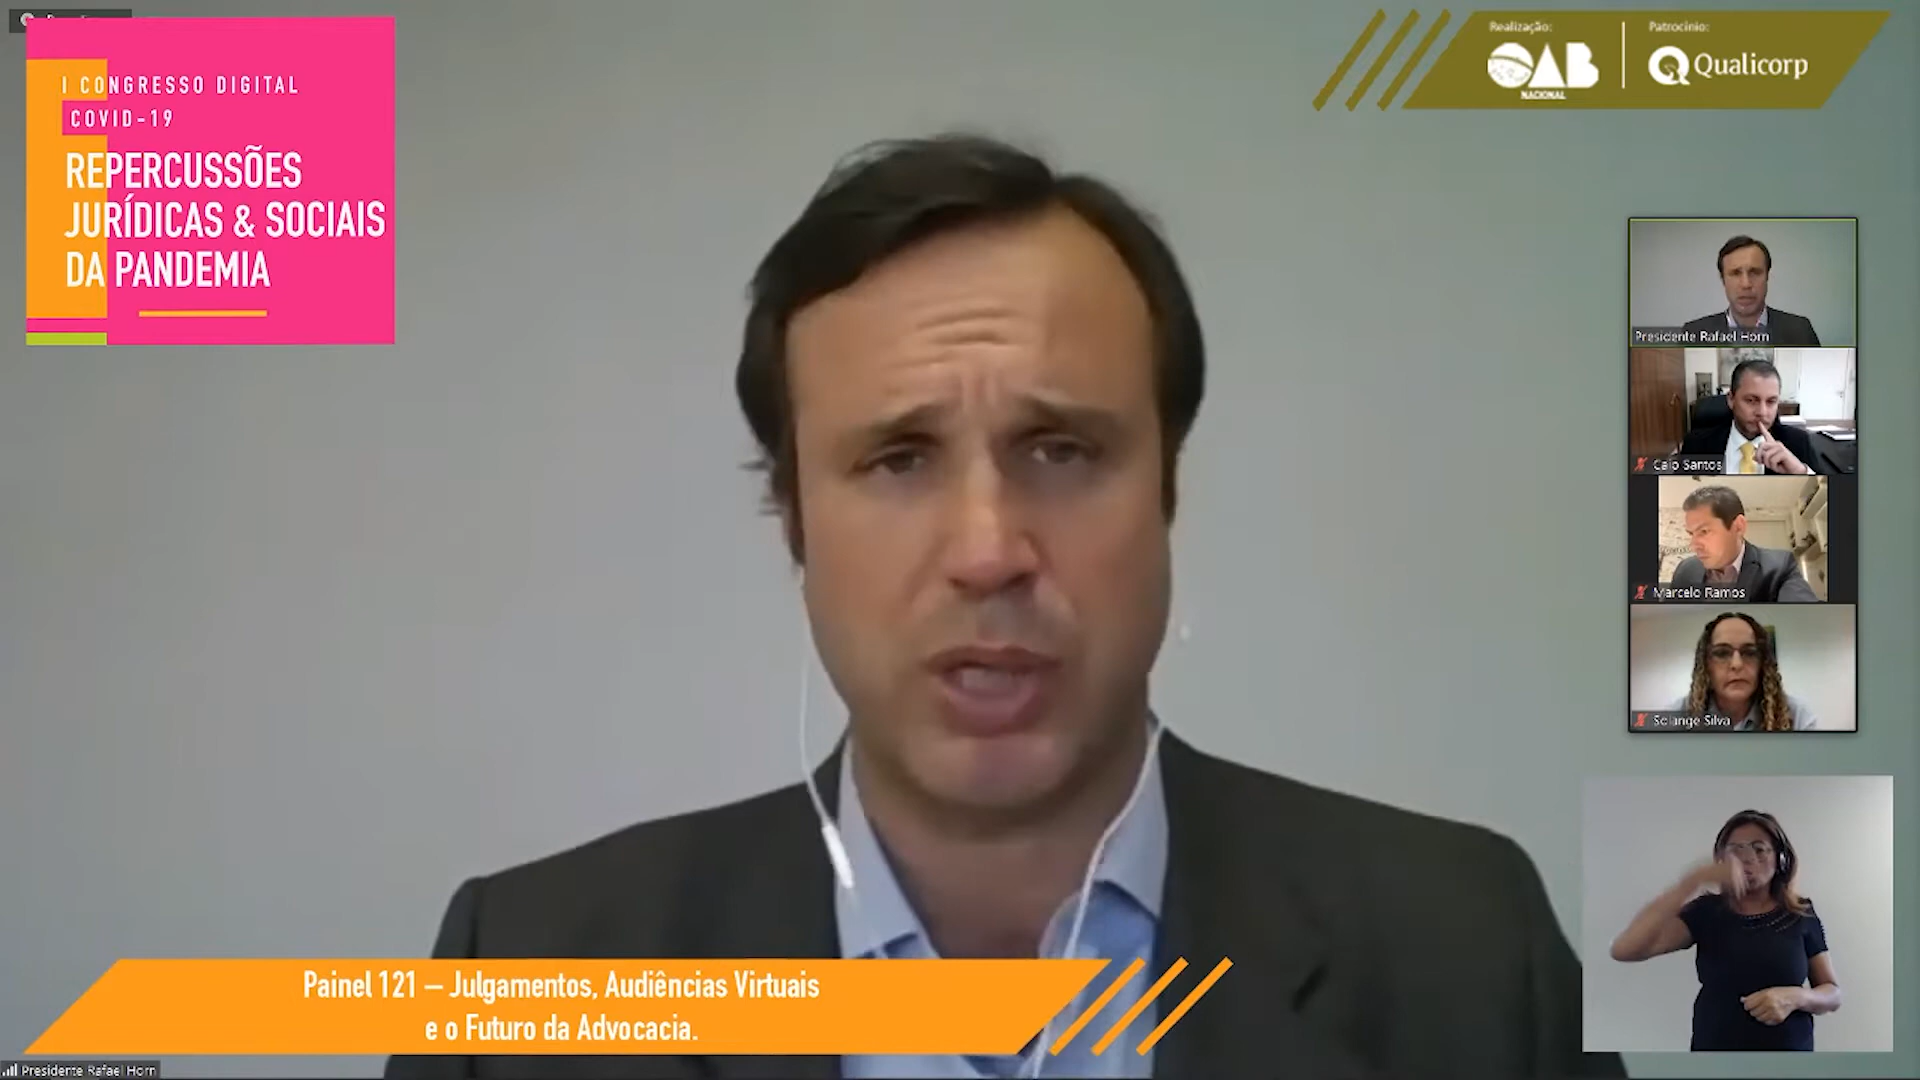 I CONGRESSO DIGITAL
COVID-19
REPERCUSSÕES
JURÍDICAS & SOCIAIS
DA PANDEMIA
Realização:
OAB
NACIONAL
Patrocínio:
Qualicorp
Presidente Rafael Horn
Caio Santos
Marcelo Ramos
Solange Silva
Painel 121 – Julgamentos, Audiências Virtuais
e o Futuro da Advocacia.
Presidente Rafael Horn